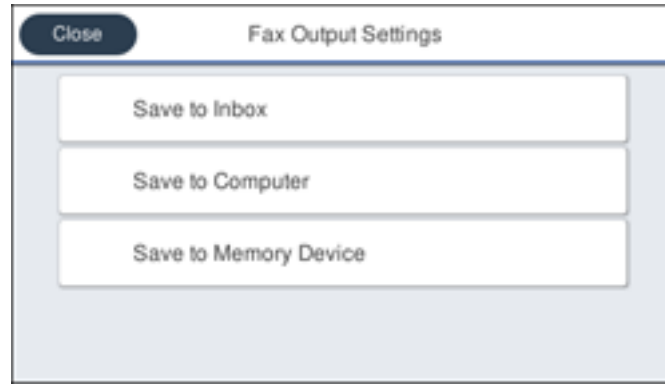 Close
Fax Output Settings
Save to Inbox
Save to Computer
Save to Memory Device